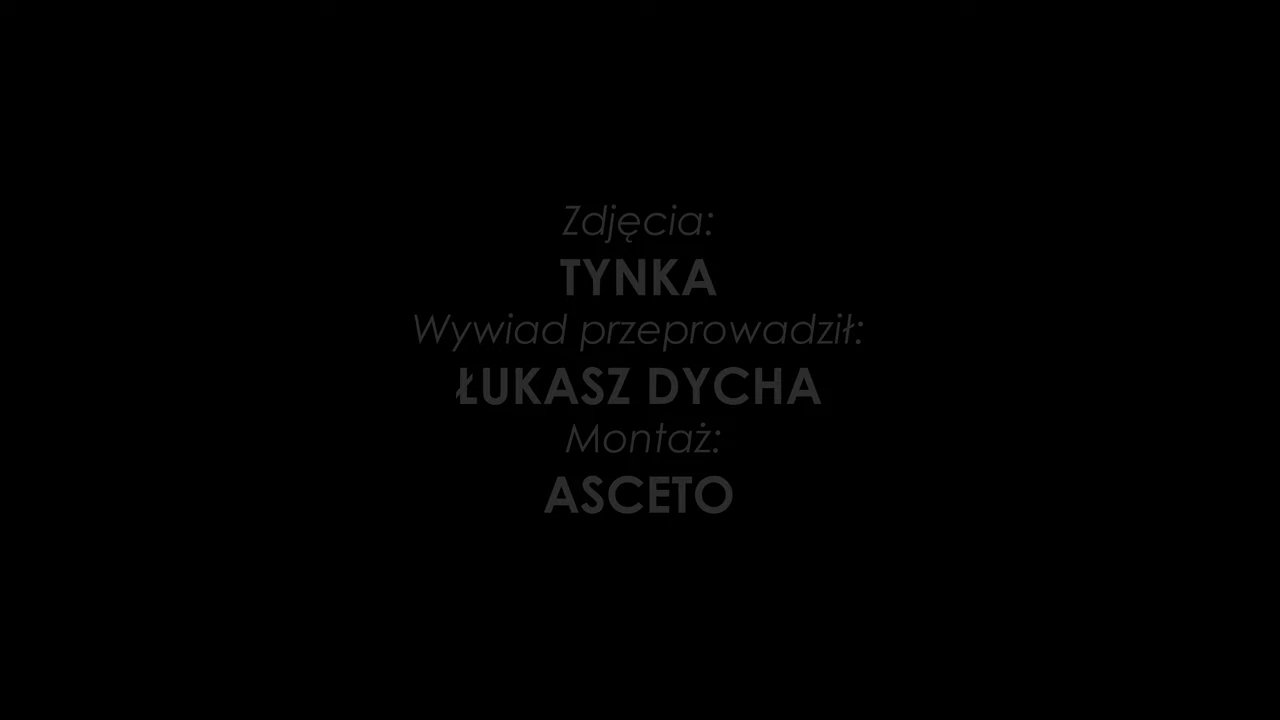 Zdjęcia:
TYNKA
Wywiad przeprowadził:
ŁUKASZ DYCHA
Montaż:
ASCETO